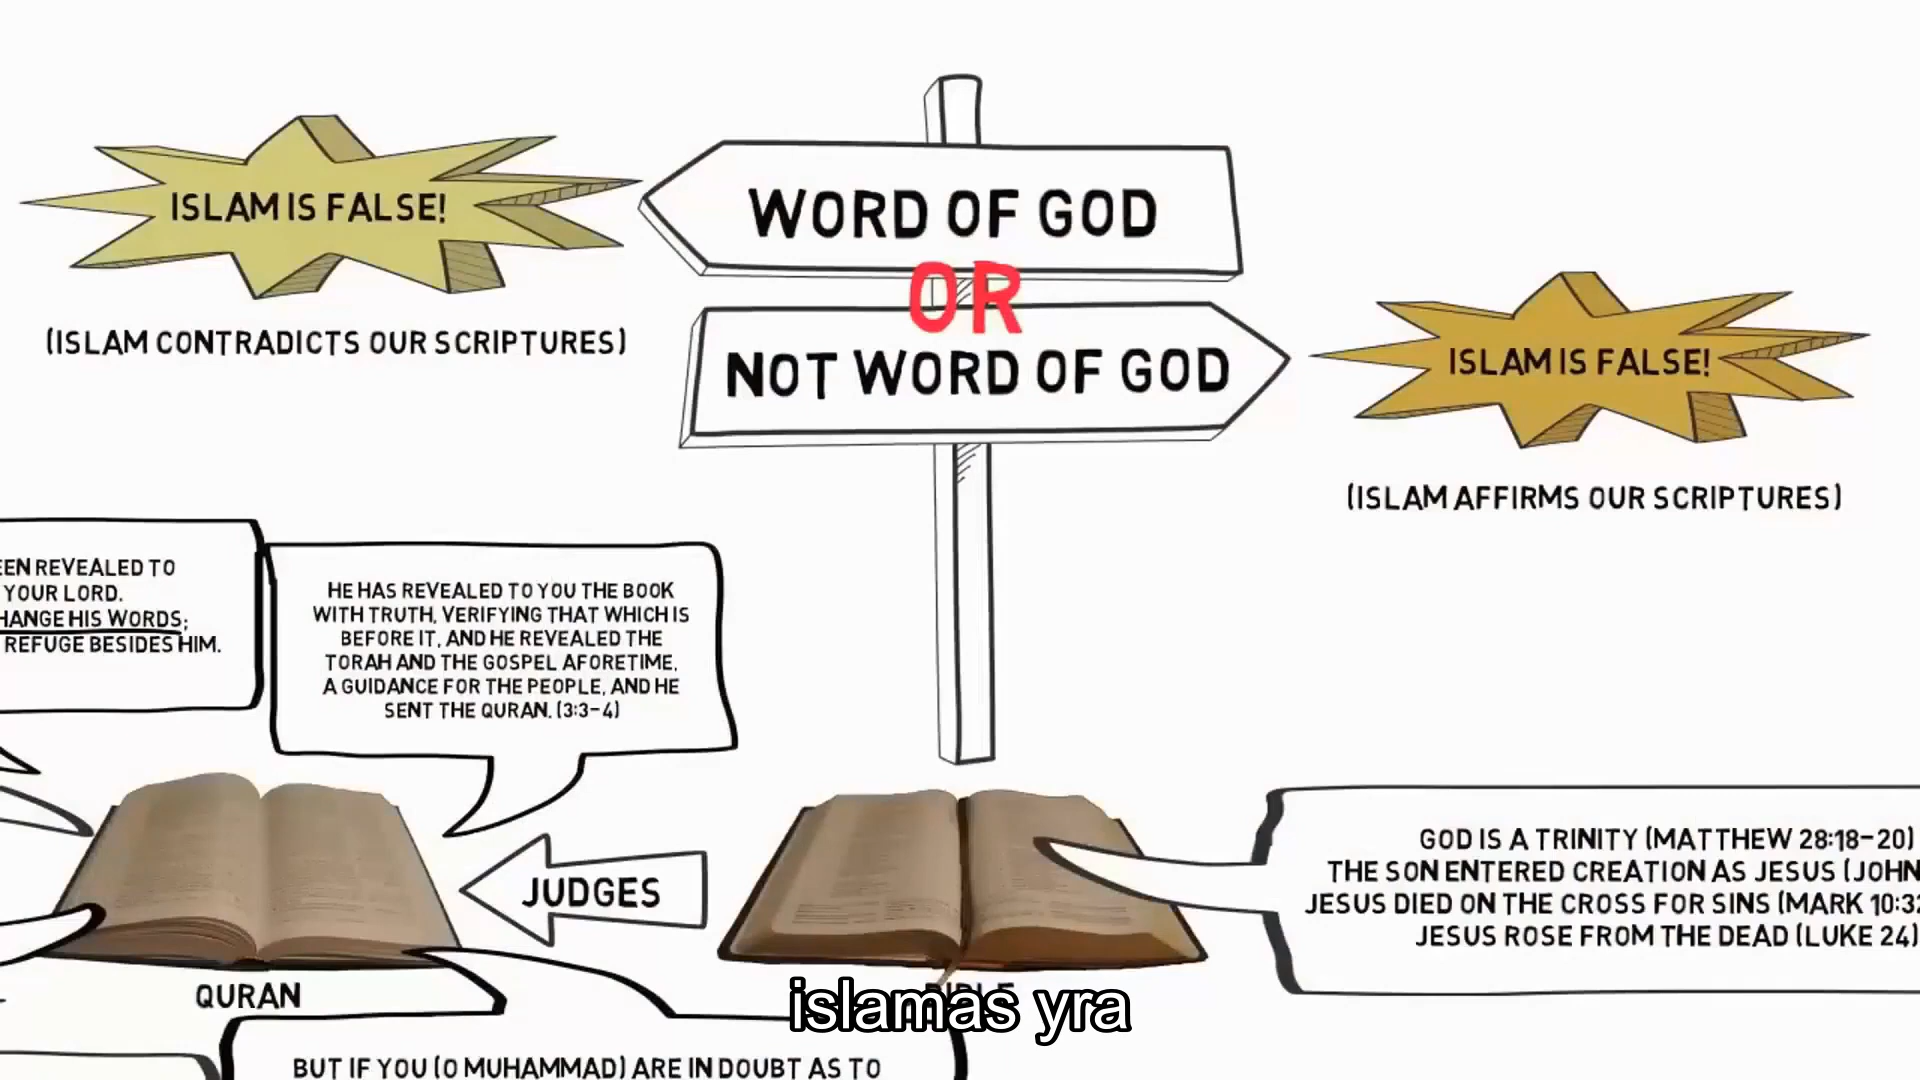 ISLAM IS FALSE!
(ISLAM CONTRADICTS OUR SCRIPTURES)
WORD OF GOD
OR
NOT WORD OF GOD
ISLAM IS FALSE!
(ISLAM AFFIRMS OUR SCRIPTURES)
REVEALED TO
YOUR LORD.
HIS WORDS;
REFUGE BESIDES HIM.
HE HAS REVEALED TO YOU THE BOOK
WITH TRUTH, VERIFYING THAT WHICH IS
BEFORE IT, AND HE REVEALED THE
TORAH AND THE GOSPEL AFORETIME,
A GUIDANCE FOR THE PEOPLE, AND HE
SENT THE QURAN. (3:3-4)
JUDGES
GOD IS A TRINITY (MATTHEW 28:18-20)
THE SON ENTERED CREATION AS JESUS (JOHN
JESUS DIED ON THE CROSS FOR SINS (MARK
JESUS ROSE FROM THE DEAD (LUKE 24)
QURAN
islamas yra
BUT IF YOU (O MUHAMMAD) ARE IN DOUBT AS TO